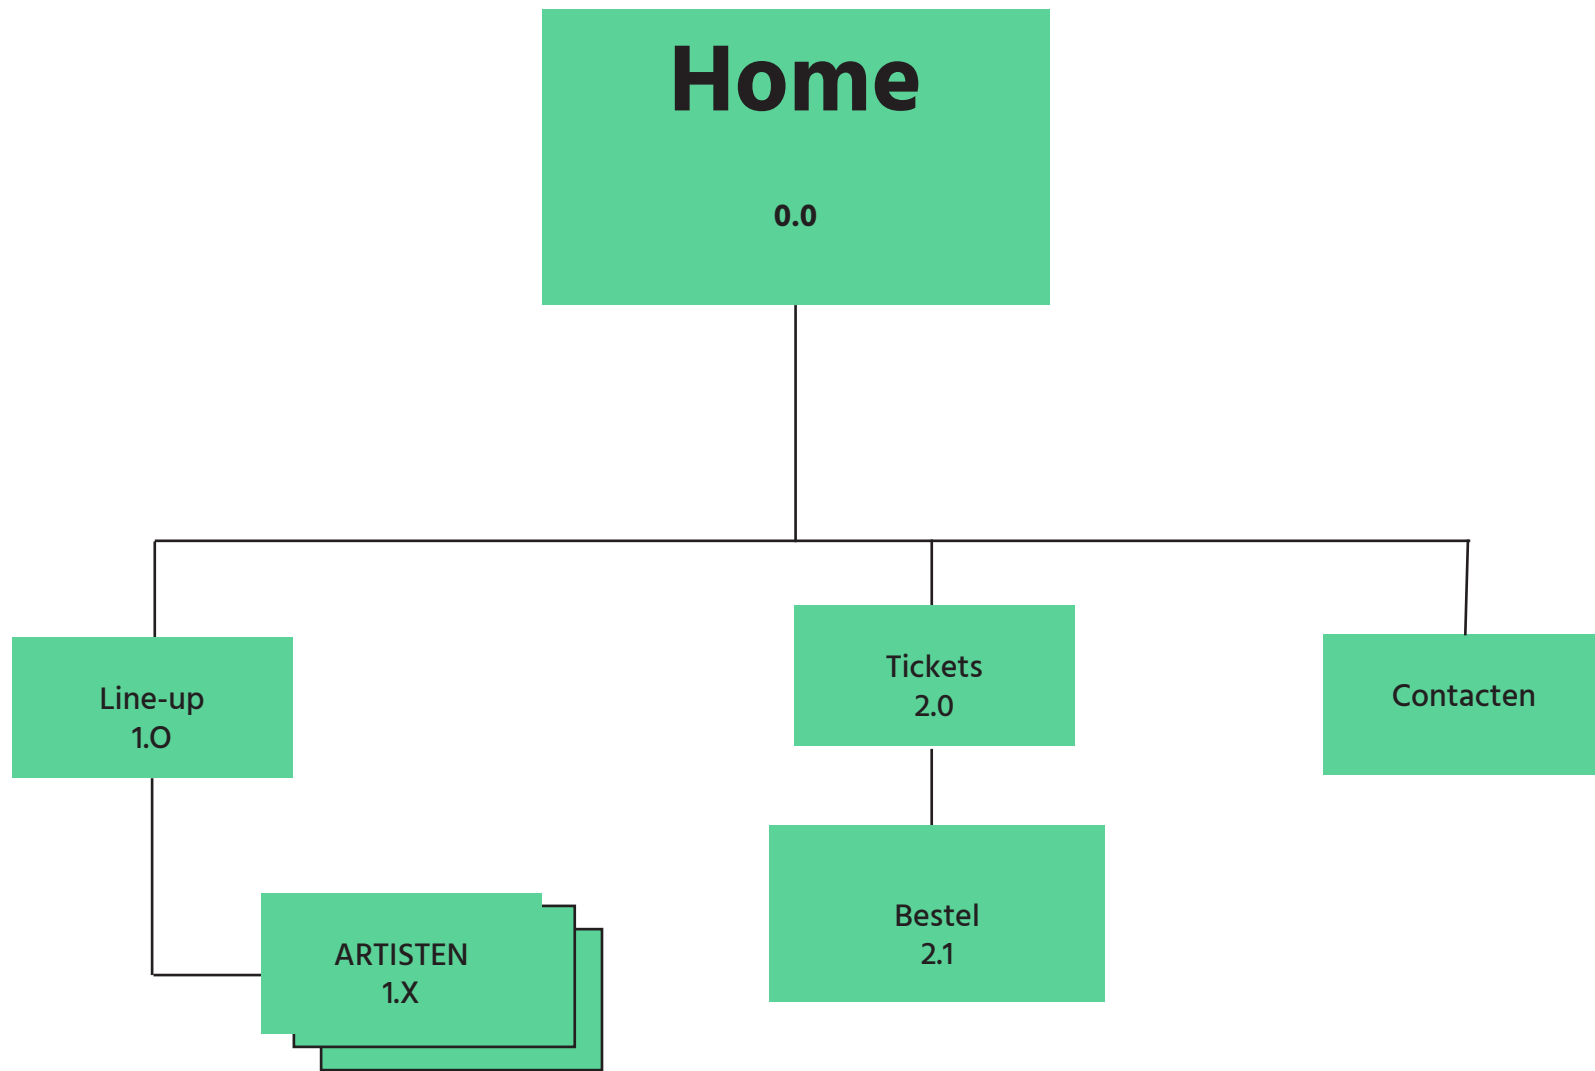 Home
0.0
Line-up
1.O
Tickets
2.0
Contacten
ARTISTEN
1.X
Bestel
2.1